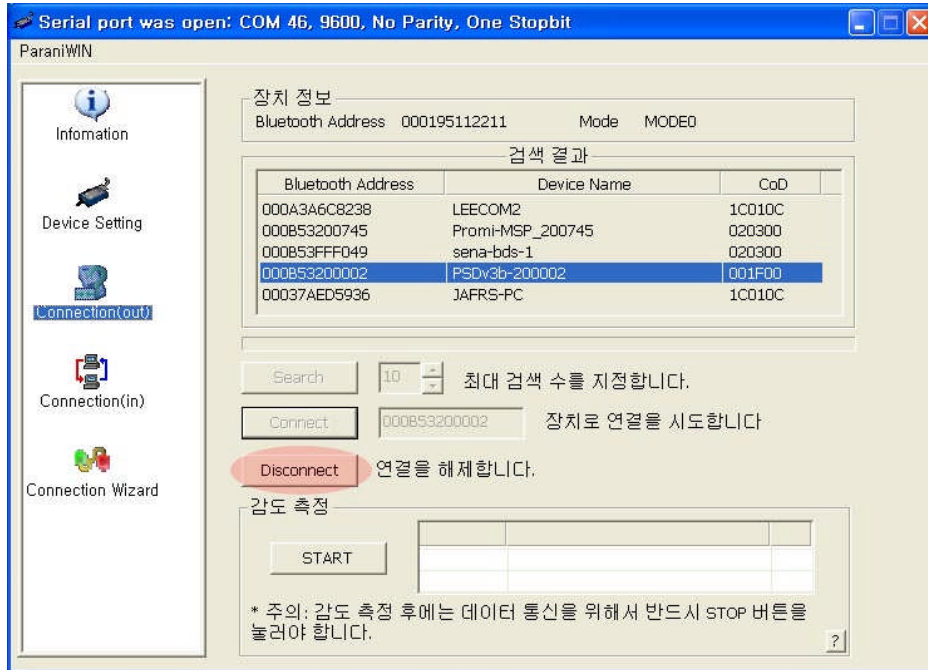 Serial port was open: COM 46, 9600, No Parity, One Stopbit
ParaniWIN
Infomation
Device Setting
Connection(out)
Connection(in)
Connection Wizard
장치 정보
Bluetooth Address 000195112211 Mode MODE0
검색 결과
Bluetooth Address Device Name CoD
000A3A6C8238 LEECOM2 1C010C
000B53200745 Promi-MSP_200745 020300
000B53FFF049 sena-bds-1 020300
000B53200002 PSDv3b-200002 001F00
00037AED5936 JAFRS-PC 1C010C
Search 10 최대 검색 수를 지정합니다.
Connect 000B53200002 장치로 연결을 시도합니다
Disconnect 연결을 해제합니다.
감도 측정
START
* 주의: 감도 측정 후에는 데이터 통신을 위해서 반드시 STOP 버튼을
눌러야 합니다.
?